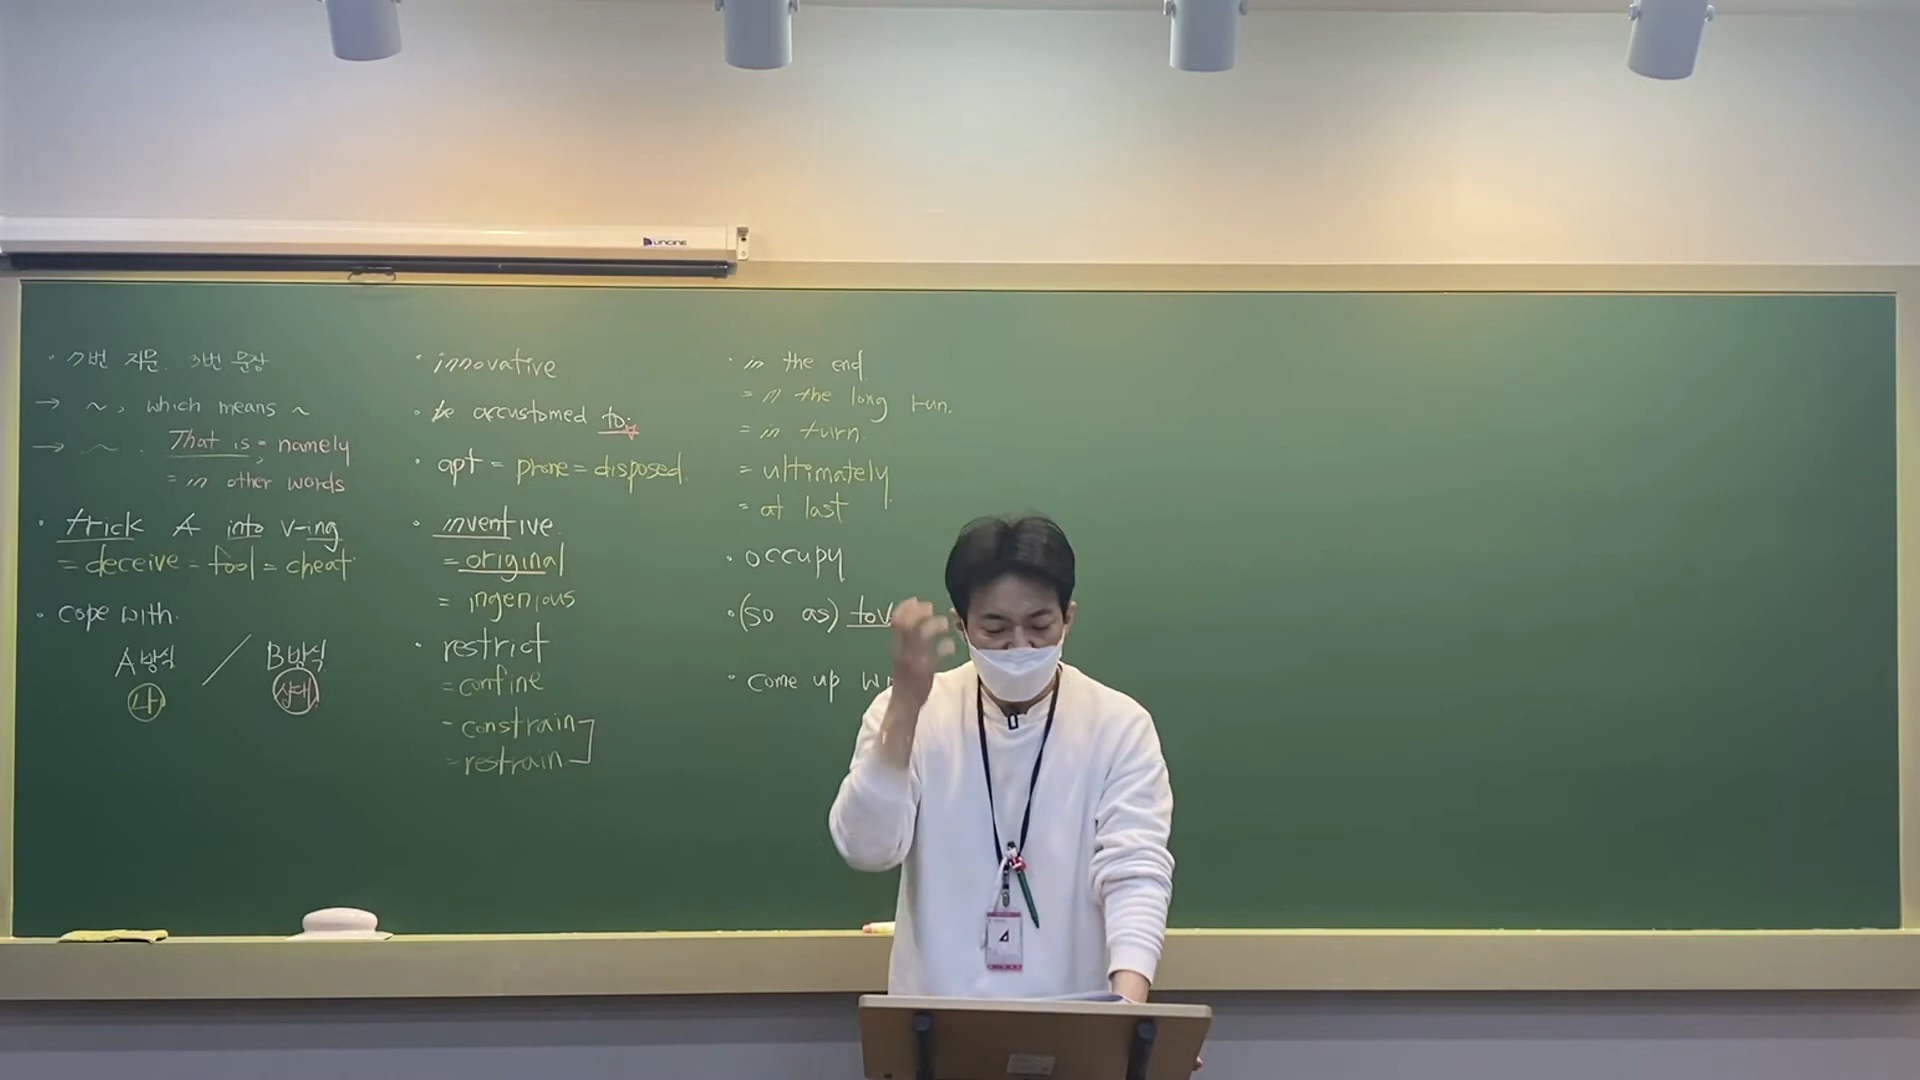 UNCINE
· 7번 지문. 3번 문장
→ ~, which means ~
→ ~. That is, = namely
= in other words
· trick A into v-ing
= deceive = fool = cheat
· cope with.
A방식 / B방식
나 상대
· innovative
· be accustomed to
· apt = prone = disposed
· inventive
= original
= ingenious
· restrict
= confine
= constrain
= restrain
· in the end
= in the long run.
= in turn.
= ultimately
= at last
· occupy
· (so as) to v
· come up